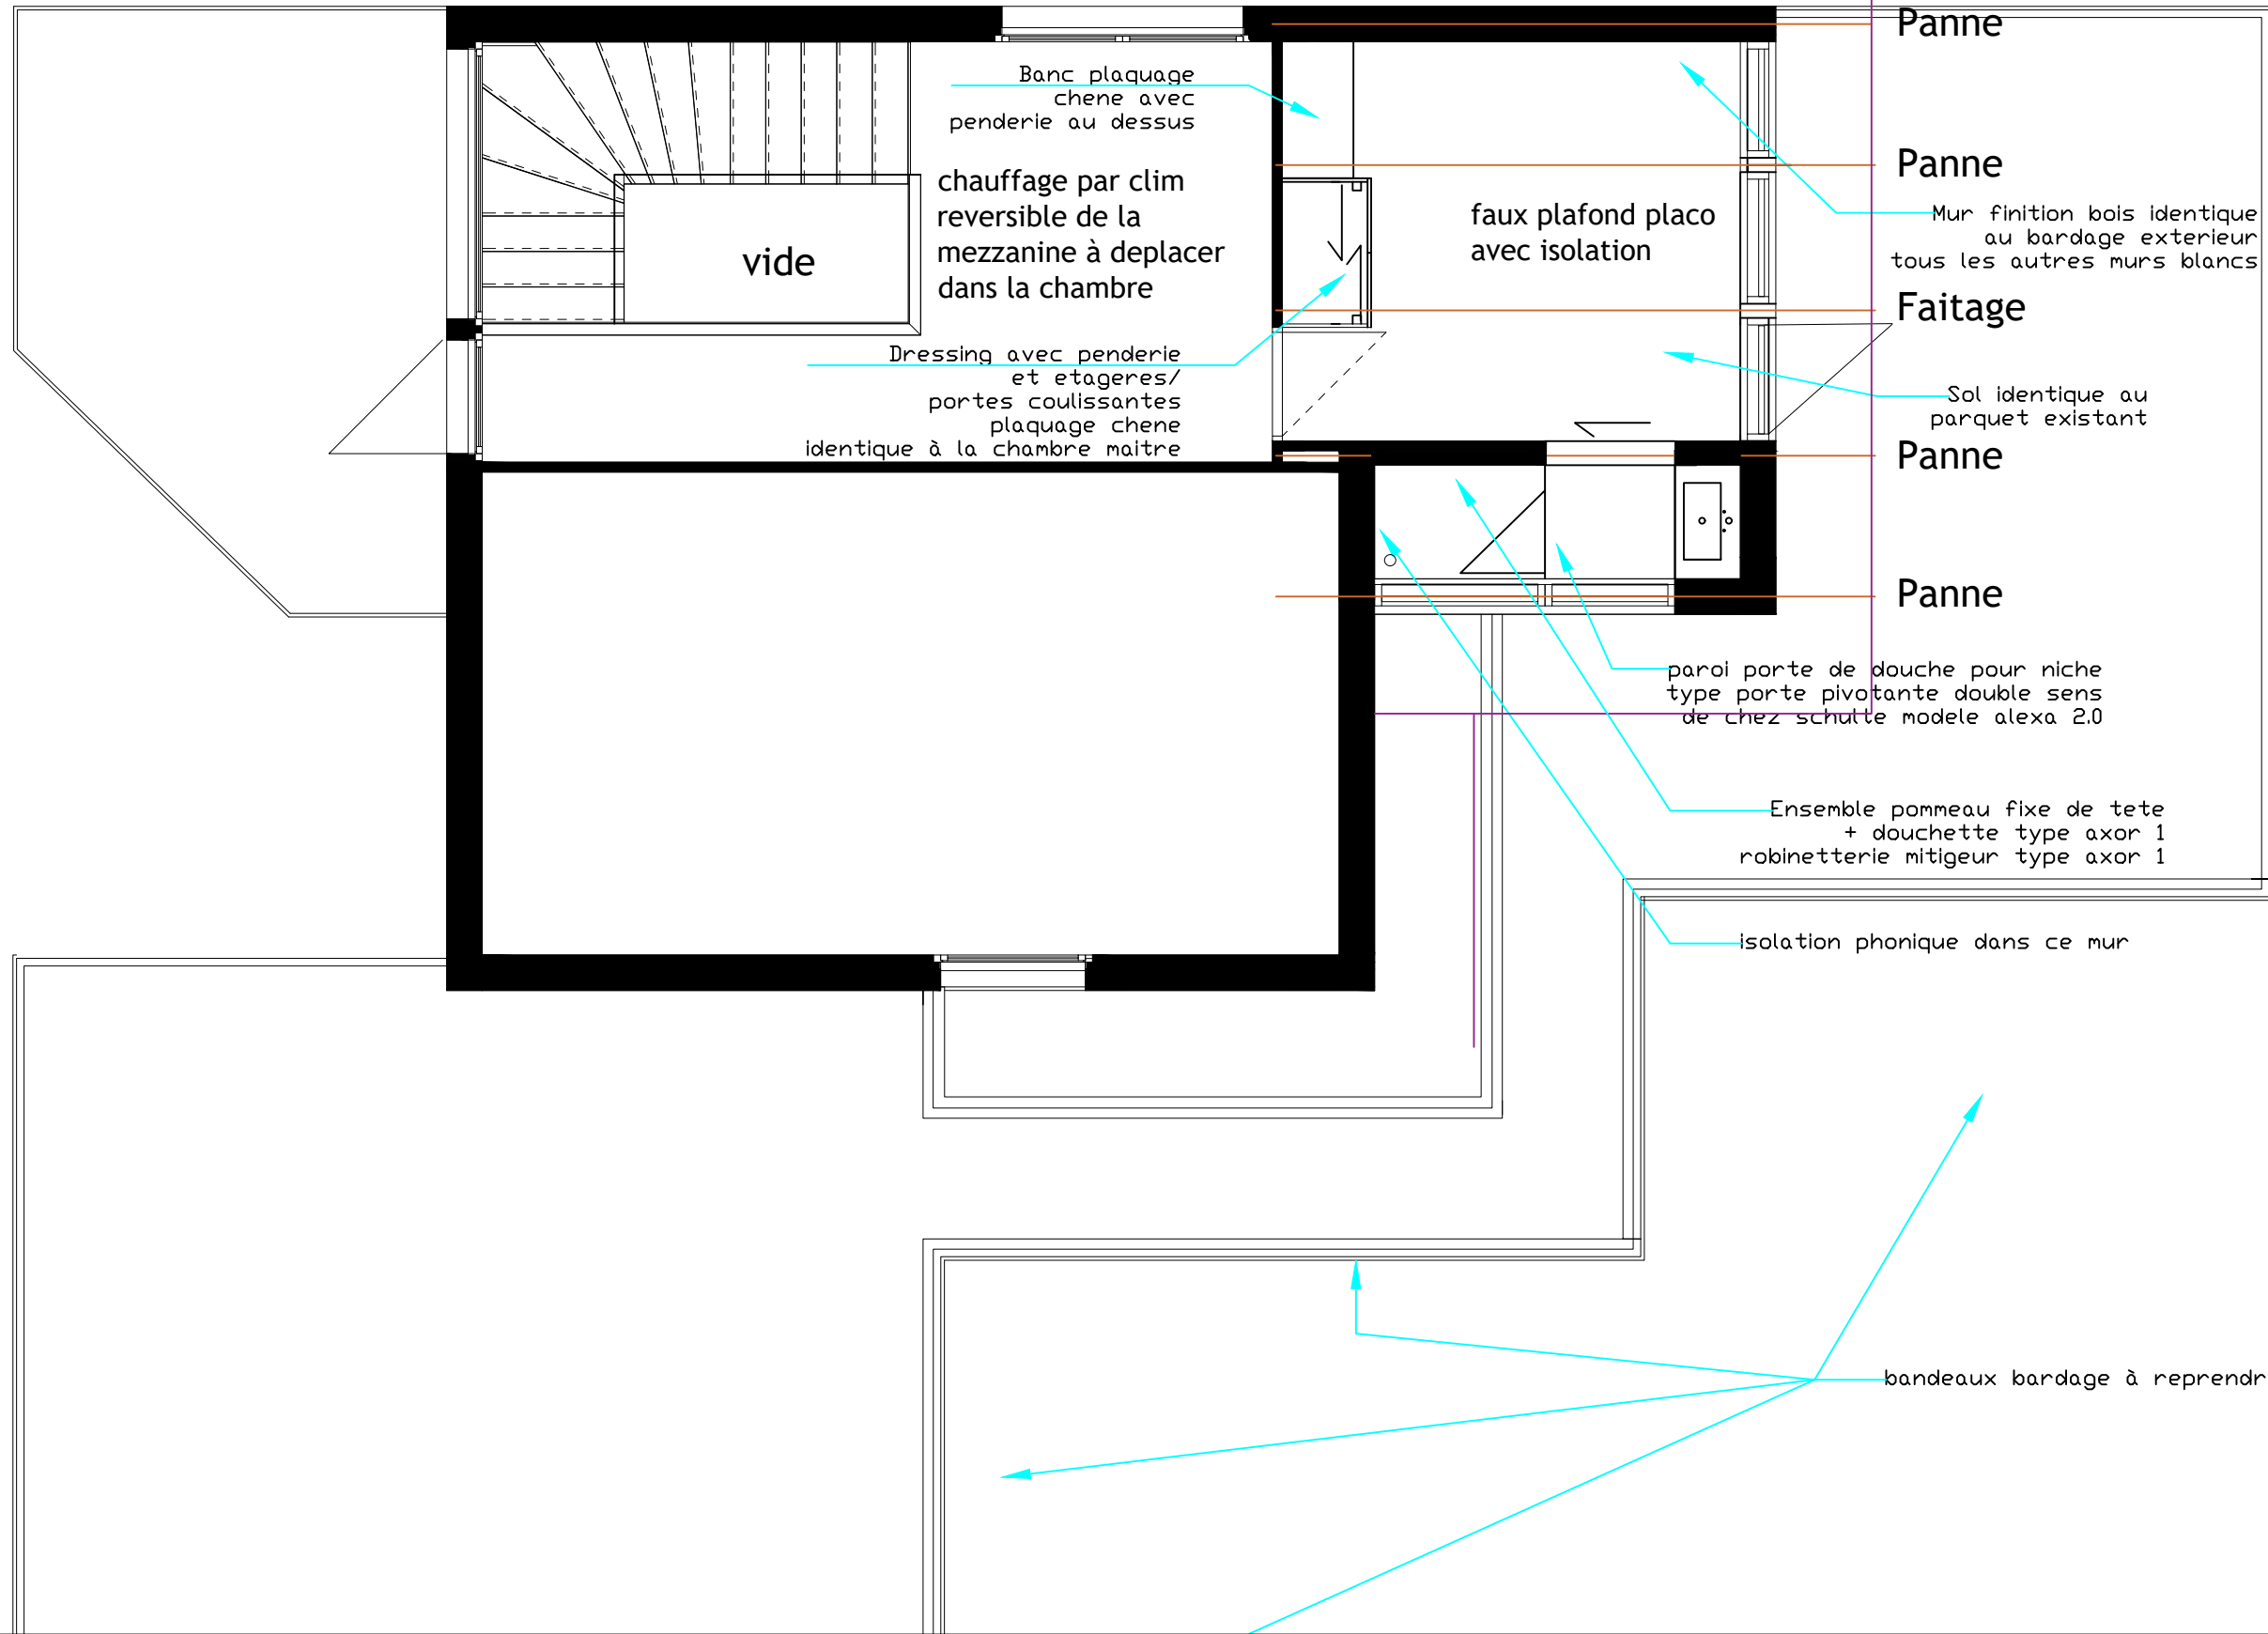 Panne
Banc plaquage
chene avec
penderie au dessus
Panne
chauffage par clim
reversible de la
mezzanine à deplacer
dans la chambre
faux plafond placo
avec isolation
Mur finition bois identique
au bardage exterieur
tous les autres murs blancs
vide
Faitage
Dressing avec penderie
et etageres/
portes coulissantes
plaquage chene
identique à la chambre maitre
Sol identique au
parquet existant
Panne
Panne
paroi porte de douche pour niche
type porte pivotante double sens
de chez schulte modele alexa 2.0
Ensemble pommeau fixe de tete
+ douchette type axor 1
robinetterie mitigeur type axor 1
isolation phonique dans ce mur
bandeaux bardage à reprendr